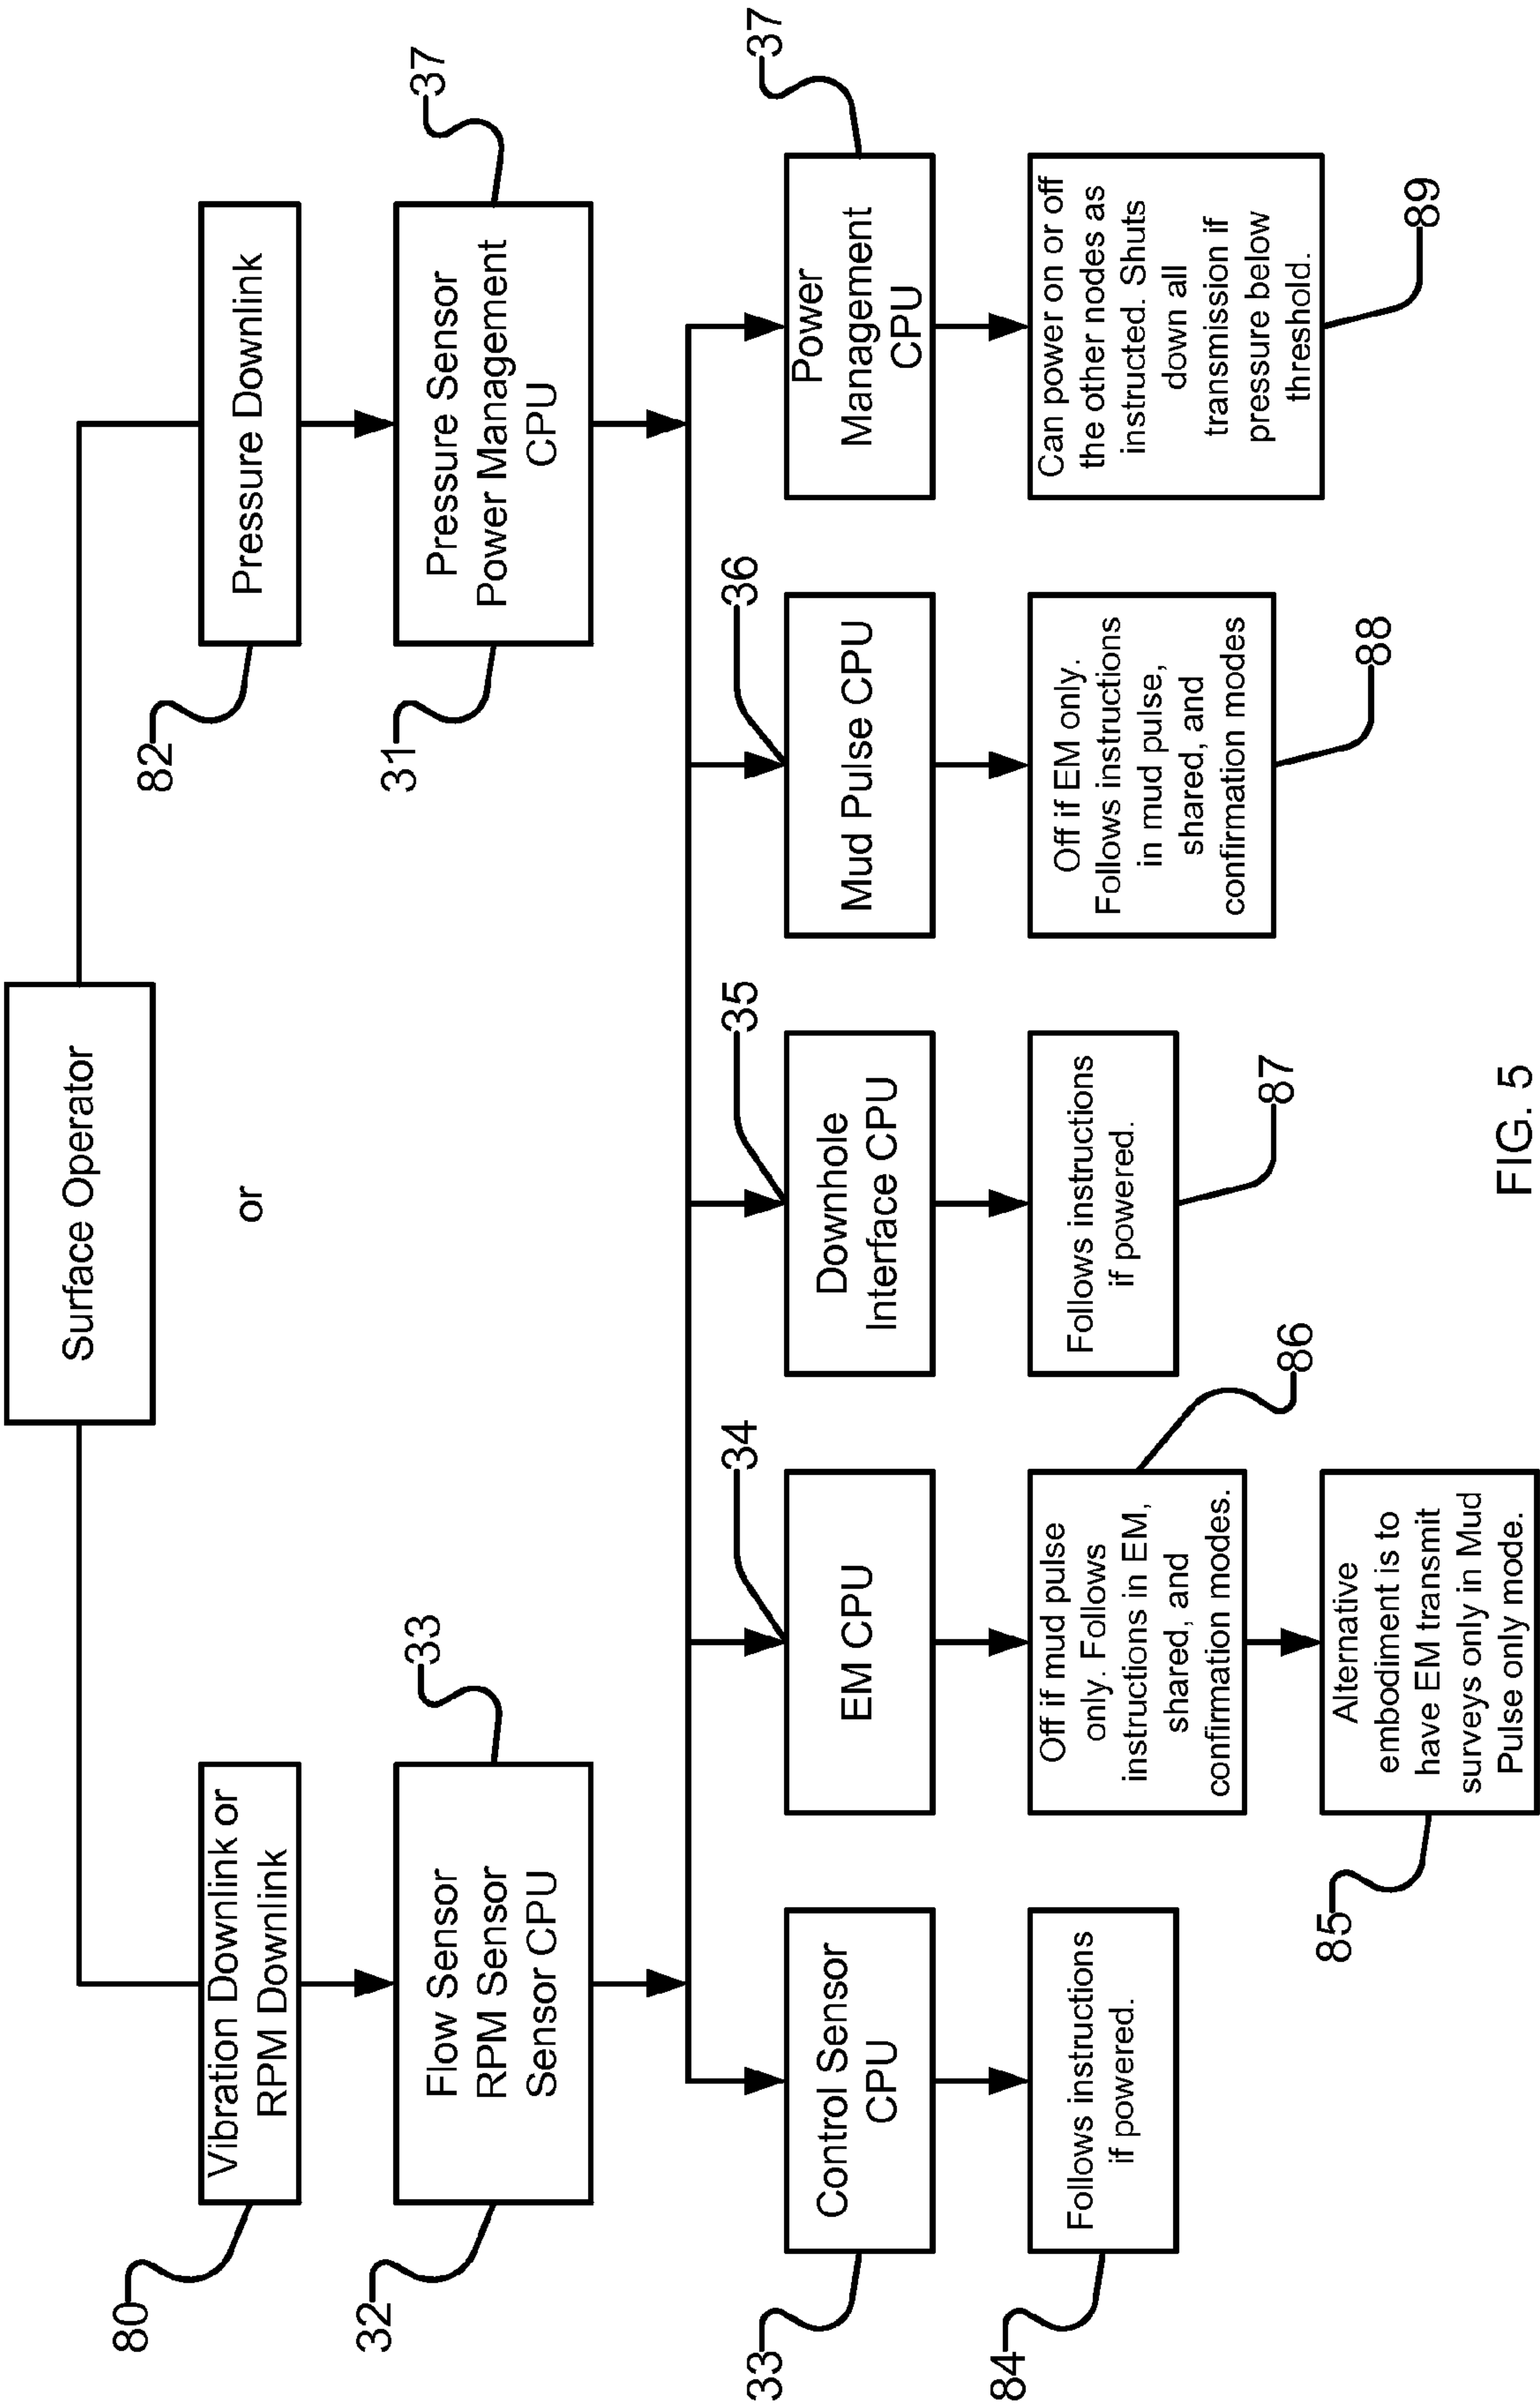 Surface Operator
or
80
Vibration Downlink or
RPM Downlink
82
Pressure Downlink
32
Flow Sensor
RPM Sensor
Sensor CPU
33
31
Pressure Sensor
Power Management
CPU
37
33
Control Sensor
CPU
34
EM CPU
35
Downhole
Interface CPU
36
Mud Pulse CPU
Power
Management
CPU
37
84
Follows instructions
if powered.
Off if mud pulse
only. Follows
instructions in EM,
shared, and
confirmation modes.
86
Follows instructions
if powered.
87
Off if EM only.
Follows instructions
in mud pulse,
shared, and
confirmation modes
88
Can power on or off
the other nodes as
instructed. Shuts
down all
transmission if
pressure below
threshold.
89
85
Alternative
embodiment is to
have EM transmit
surveys only in Mud
Pulse only mode.
FIG. 5